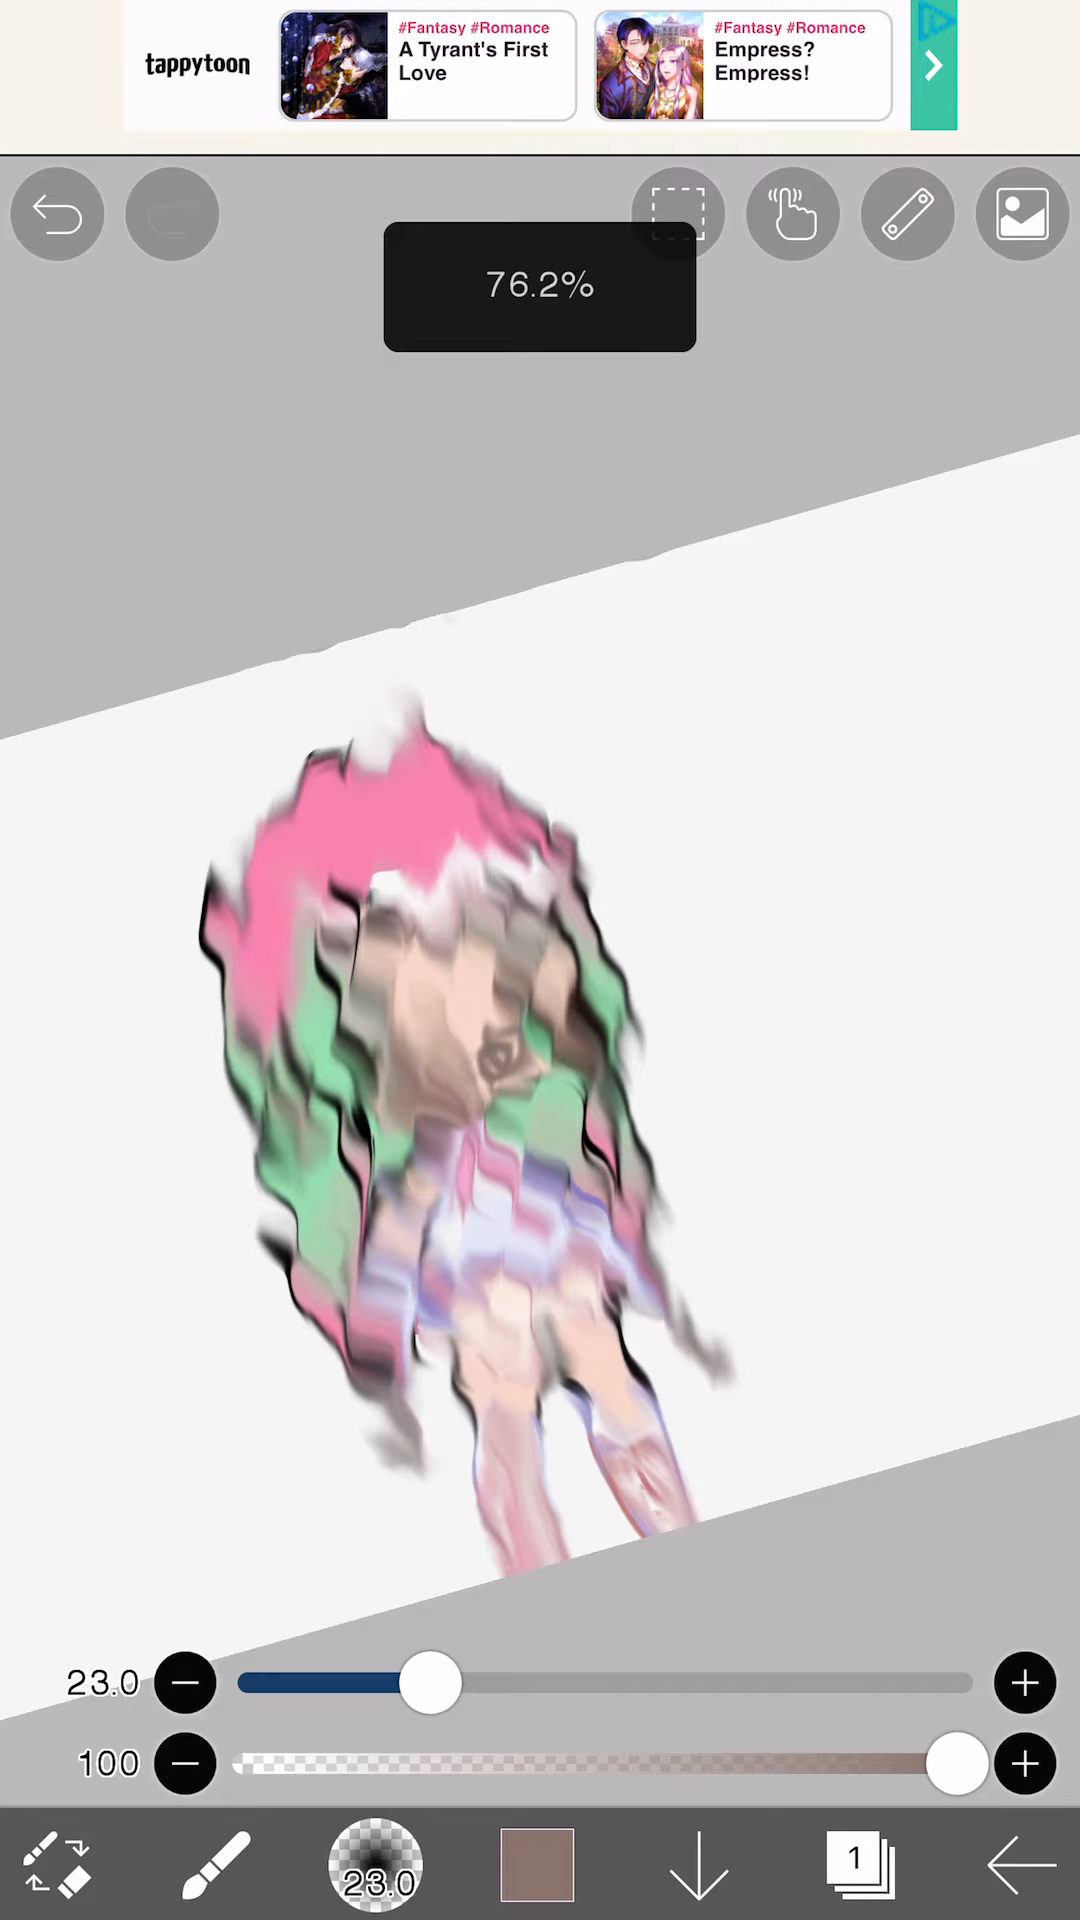 tappytoon
#Fantasy #Romance
A Tyrant's First
Love
#Fantasy #Romance
Empress?
Empress!
76.2%
23.0
100
23.0
1